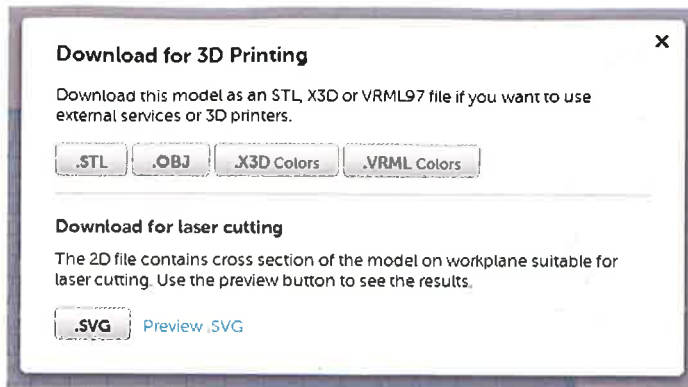 Download for 3D Printing
×
Download this model as an STL, X3D or VRML97 file if you want to use
external services or 3D printers.
.STL .OBJ .X3D Colors .VRML Colors
Download for laser cutting
The 2D file contains cross section of the model on workplane suitable for
laser cutting. Use the preview button to see the results.
.SVG Preview .SVG